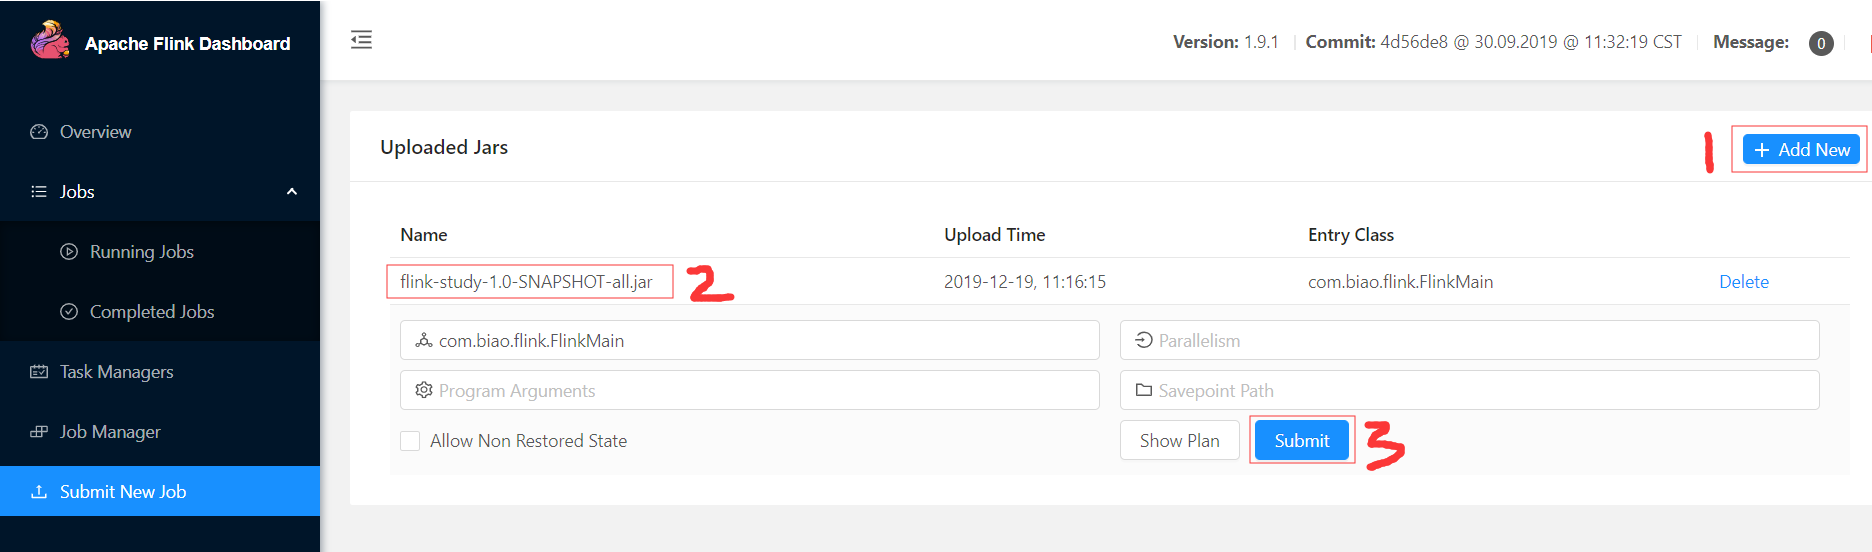 Apache Flink Dashboard
Version: 1.9.1 Commit: 4d56de8 @ 30.09.2019 @ 11:32:19 CST Message: 0
Overview
Jobs
Running Jobs
Completed Jobs
Task Managers
Job Manager
Submit New Job
Uploaded Jars
1 + Add New
Name Upload Time Entry Class
flink-study-1.0-SNAPSHOT-all.jar 2 2019-12-19, 11:16:15 com.biao.flink.FlinkMain Delete
com.biao.flink.FlinkMain Parallelism
Program Arguments Savepoint Path
Allow Non Restored State Show Plan Submit 3